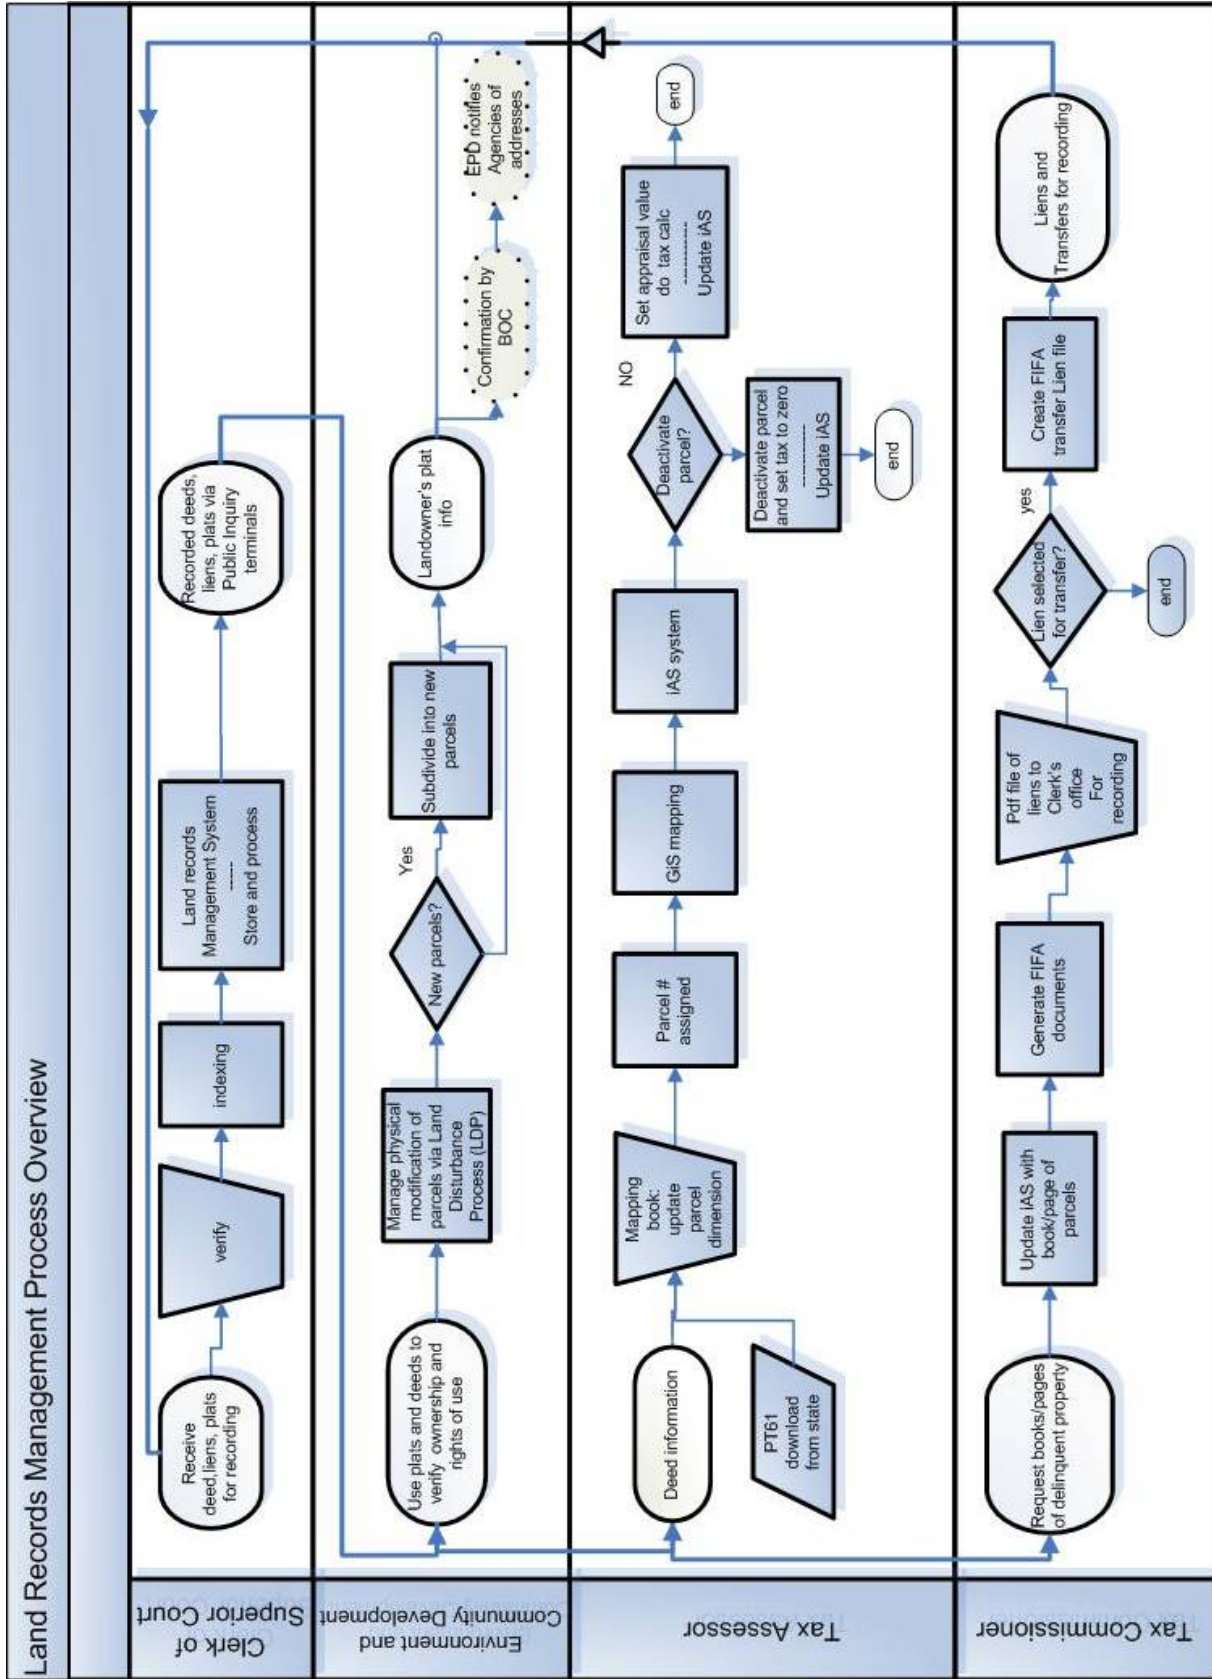 Land Records Management Process Overview
Clerk of
Superior Court
Receive
deed,liens, plats
for recording
verify
indexing
Land records
Management System
-----
Store and process
Recorded deeds,
liens, plats via
Public Inquiry
terminals
Environment and
Community Development
Use plats and deeds to
verify ownership and
rights of use
Manage physical
modification of
parcels via Land
Disturbance
Process (LDP)
New parcels?
Yes
Subdivide into new
parcels
Landowner's plat
info
Confirmation by
BOC
EPD notifies
Agencies of
addresses
Tax Assessor
Deed information
PT61
download
from state
Mapping
book:
update
parcel
dimension
Parcel #
assigned
GiS mapping
iAS system
Deactivate
parcel?
NO
Set appraisal value
do tax calc
-----------
Update iAS
end
Deactivate parcel
and set tax to zero
-----------
Update iAS
end
Tax Commissioner
Request books/pages
of delinquent property
Update iAS with
book/page of
parcels
Generate FIFA
documents
Pdf file of
liens to
Clerk's
office
For
recording
Lien selected
for transfer?
yes
end
Create FIFA
transfer Lien file
Liens and
Transfers for recording